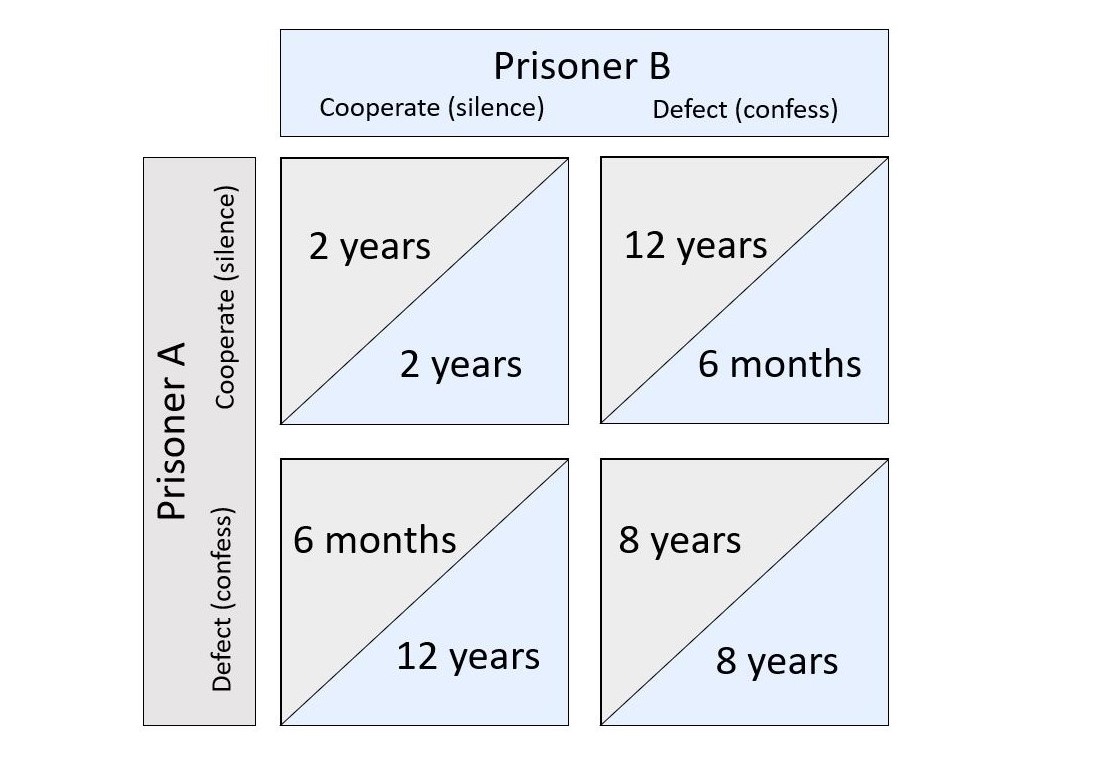 Prisoner B
Cooperate (silence)
Defect (confess)
Prisoner A
Cooperate (silence)
Defect (confess)
2 years
2 years
12 years
6 months
6 months
12 years
8 years
8 years